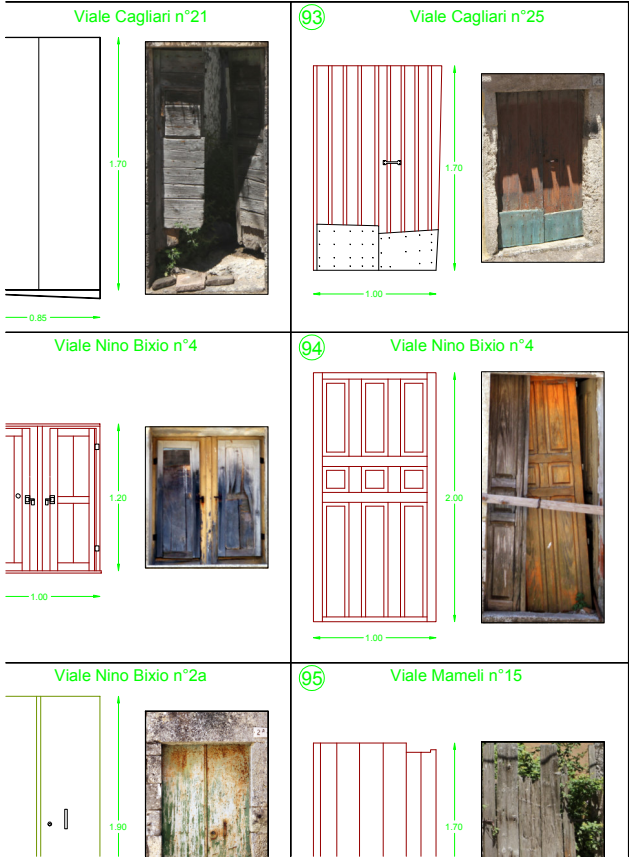 Viale Cagliari n°21
1.70
0.85
93
Viale Cagliari n°25
1.70
1.00
Viale Nino Bixio n°4
1.20
1.00
94
Viale Nino Bixio n°4
2.00
1.00
Viale Nino Bixio n°2a
1.90
2A
95
Viale Mameli n°15
1.70